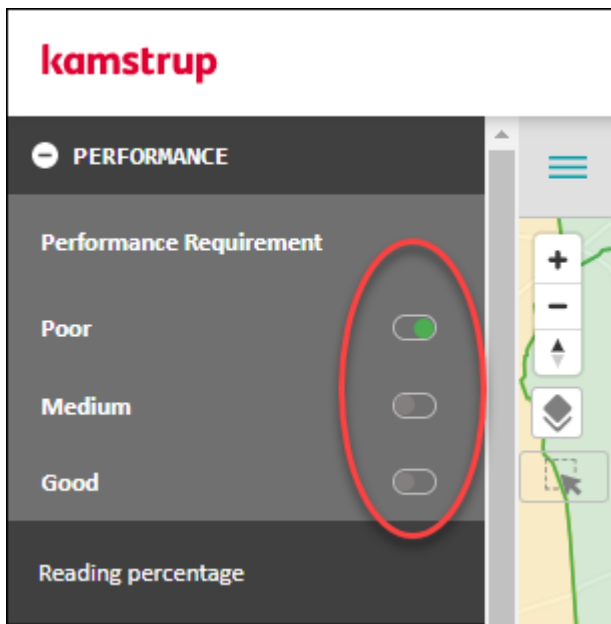 kamstrup
PERFORMANCE
Performance Requirement
Poor
Medium
Good
Reading percentage